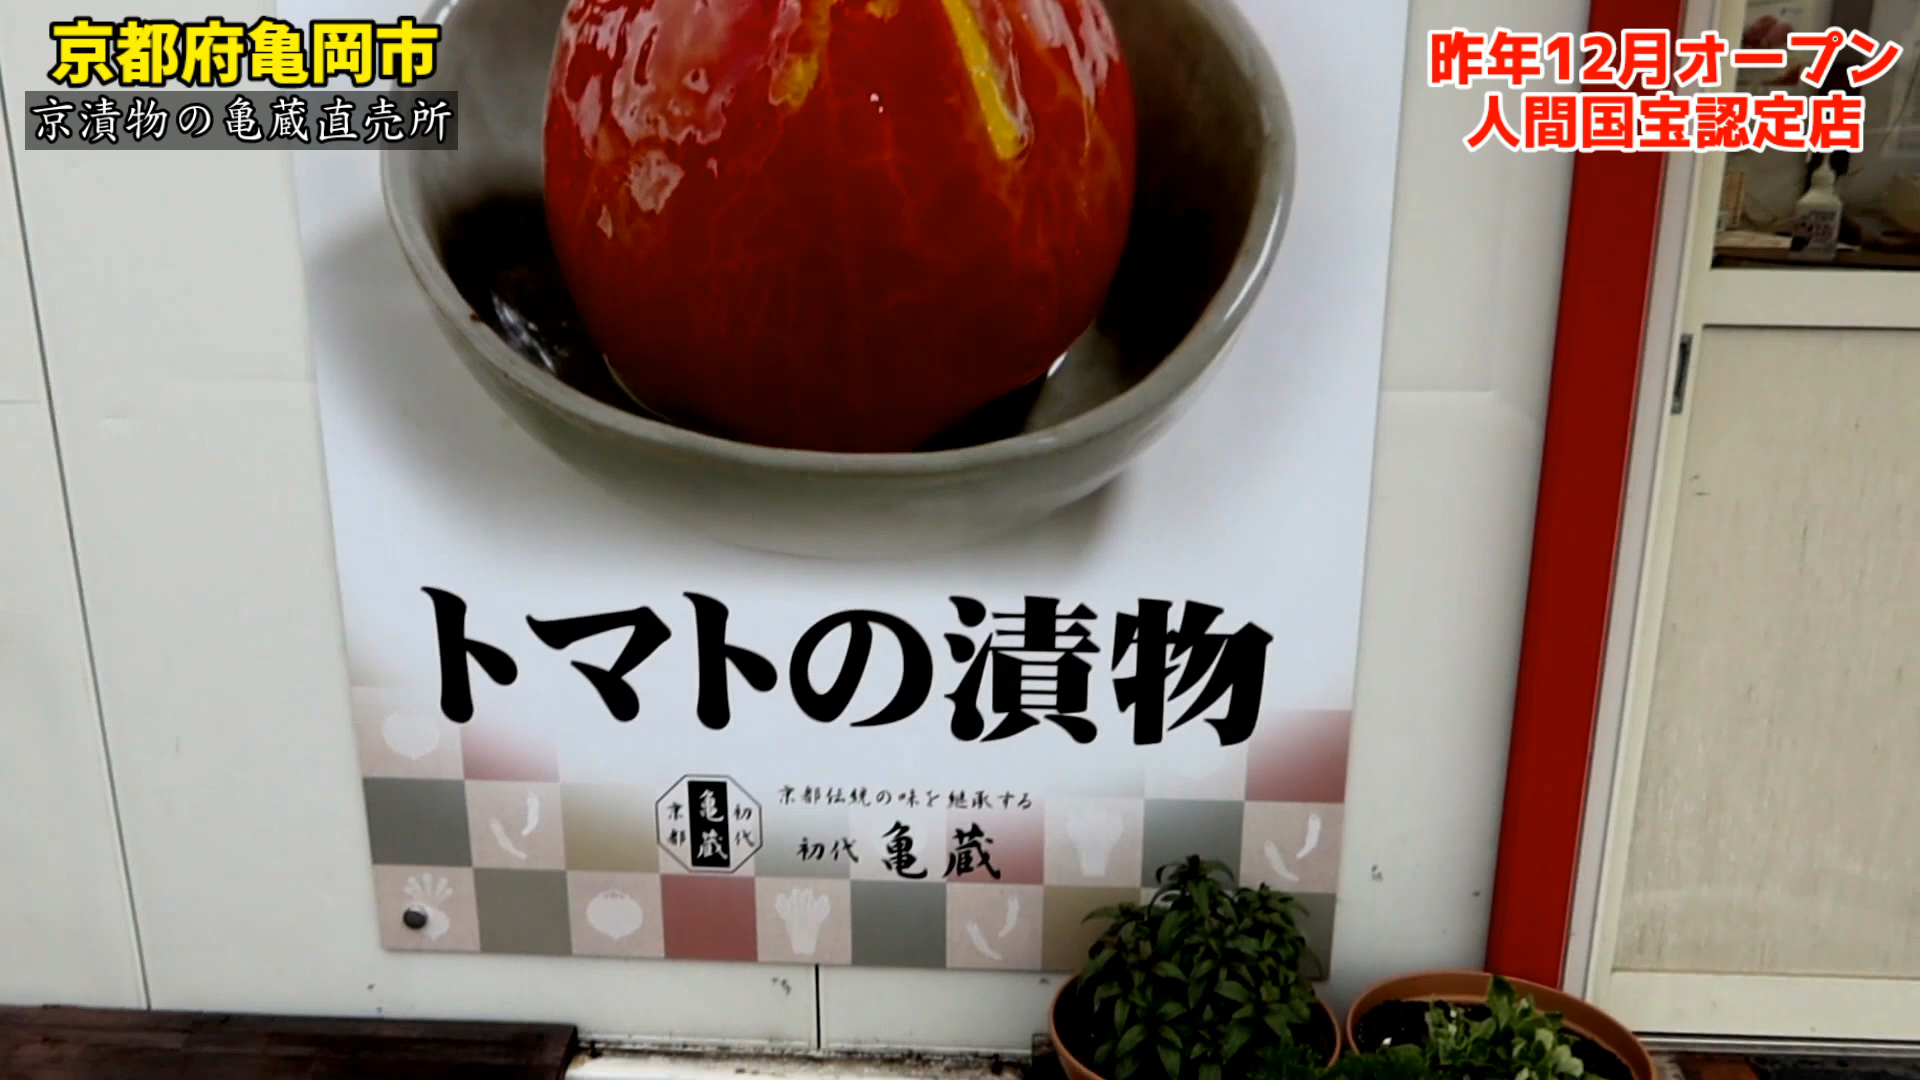 京都府亀岡市
京漬物の亀蔵直売所
昨年12月オープン
人間国宝認定店
トマトの漬物
京都 亀蔵 初代
京都伝統の味を継承する
初代 亀蔵